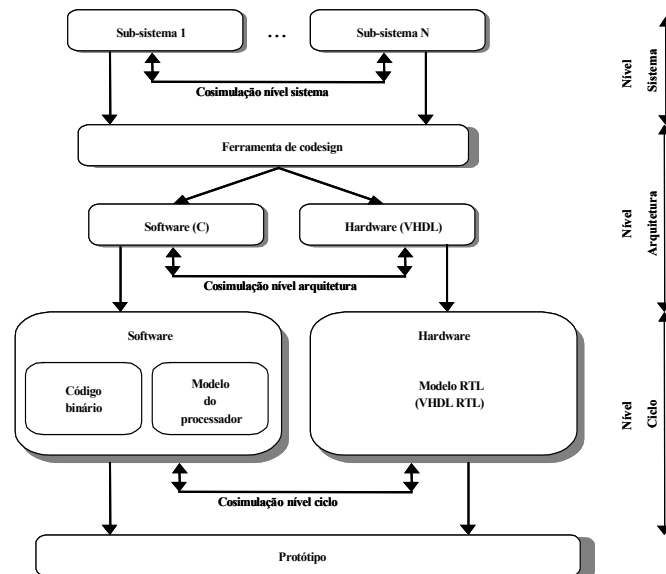 Sub-sistema 1
...
Sub-sistema N
Cosimulação nível sistema
Nível
Sistema
Ferramenta de codesign
Software (C)
Hardware (VHDL)
Cosimulação nível arquitetura
Nível
Arquitetura
Software
Código
binário
Modelo
do
processador
Hardware
Modelo RTL
(VHDL RTL)
Nível
Ciclo
Cosimulação nível ciclo
Protótipo